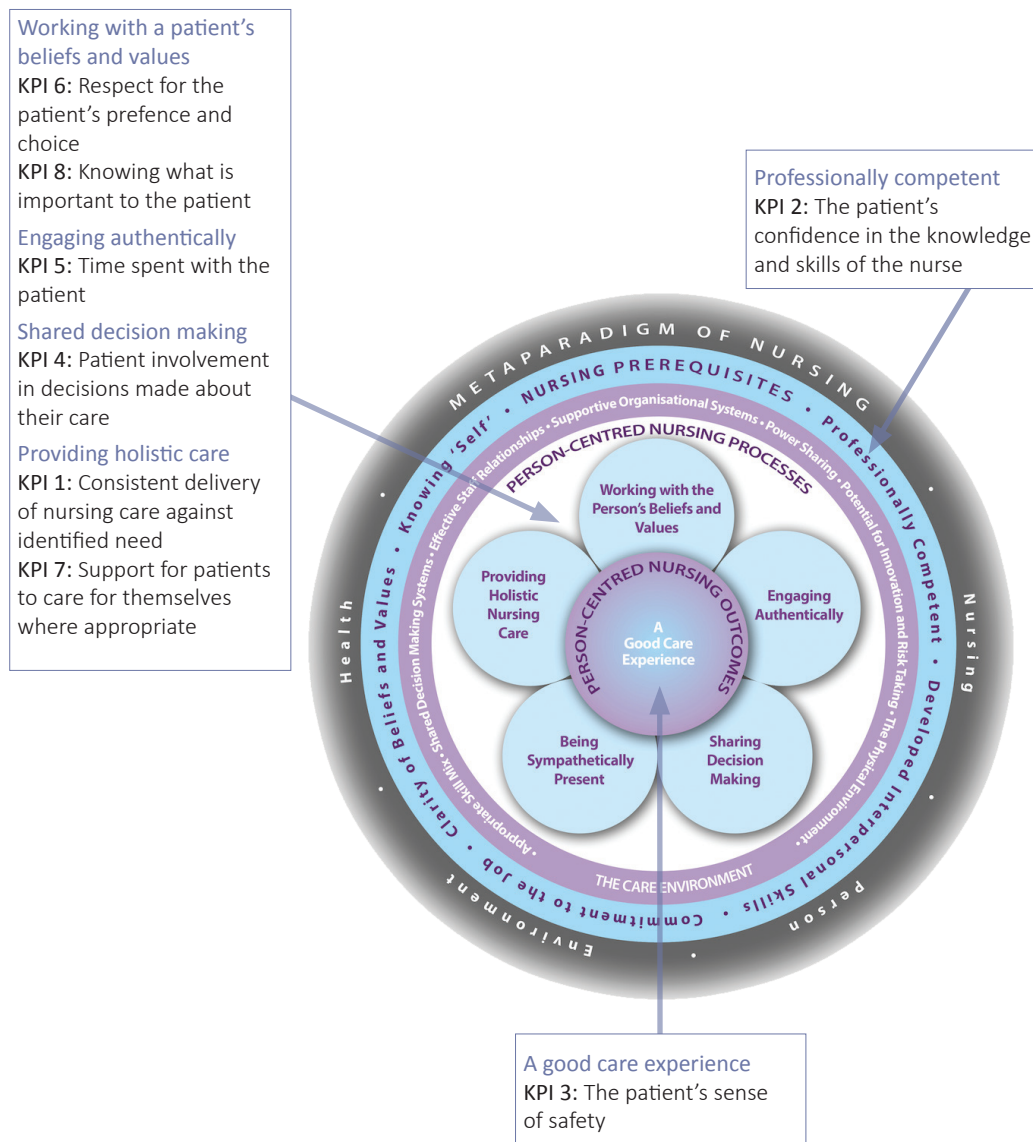 Working with a patient’s
beliefs and values
KPI 6: Respect for the
patient’s prefence and
choice
KPI 8: Knowing what is
important to the patient
Engaging authentically
KPI 5: Time spent with the
patient
Shared decision making
KPI 4: Patient involvement
in decisions made about
their care
Providing holistic care
KPI 1: Consistent delivery
of nursing care against
identified need
KPI 7: Support for patients
to care for themselves
where appropriate
Professionally competent
KPI 2: The patient’s
confidence in the knowledge
and skills of the nurse
METAPARADIGM OF NURSING
• Nursing • Person • Environment • Health •
NURSING PREREQUISITES • Professionally Competent • Developed Interpersonal Skills • Commitment to the Job • Clarity of Beliefs and Values • Knowing ‘Self’ •
THE CARE ENVIRONMENT
• Appropriate Skill Mix • Shared Decision Making Systems • Effective Staff Relationships • Supportive Organisational Systems • Power Sharing • Potential for Innovation and Risk Taking • The Physical Environment •
PERSON-CENTRED NURSING PROCESSES
Working with the
Person’s Beliefs and
Values
Engaging
Authentically
Sharing
Decision
Making
Being
Sympathetically
Present
Providing
Holistic
Nursing
Care
PERSON-CENTRED NURSING OUTCOMES
A
Good Care
Experience
A good care experience
KPI 3: The patient’s sense
of safety